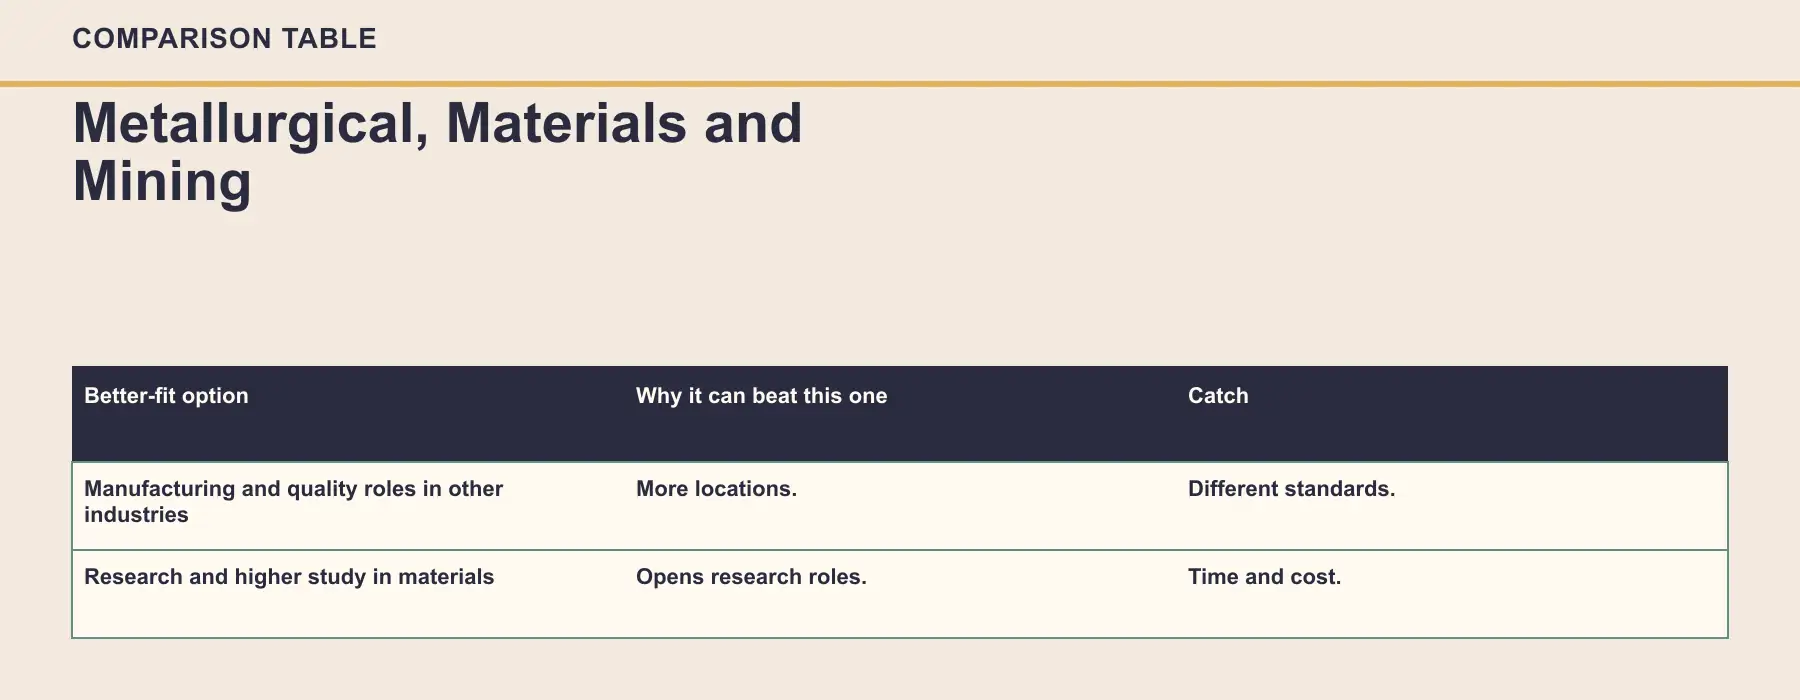 COMPARISON TABLE
Metallurgical, Materials and
Mining
Better-fit option
Why it can beat this one
Catch
Manufacturing and quality roles in other
industries
More locations.
Different standards.
Research and higher study in materials
Opens research roles.
Time and cost.